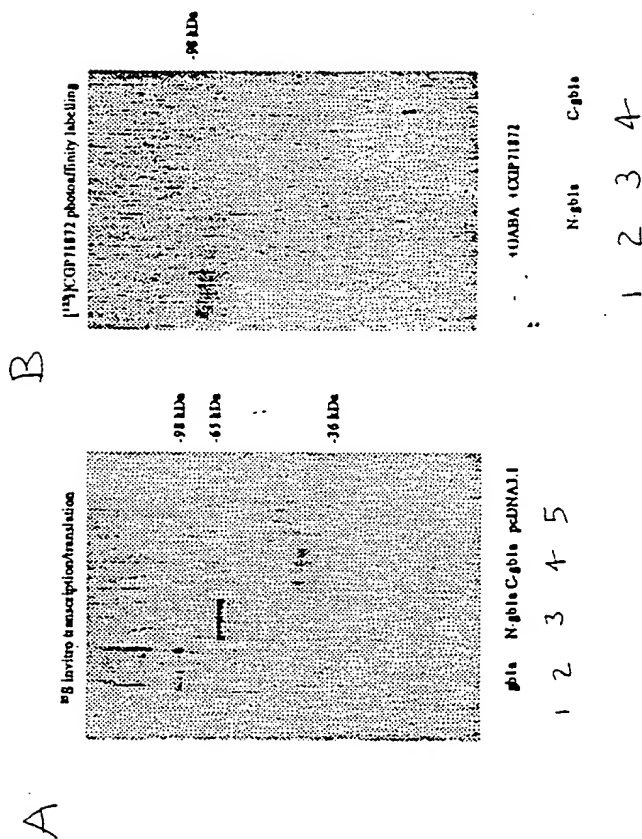 A
³⁵S in vitro transcription/translation
-98 kDa
-65 kDa
-36 kDa
gb1a N-gb1a C-gb1a pcDNA3.1
1 2 3 4 5
B
[¹²⁵I]CGP71872 photoaffinity labelling
-98 kDa
- +GABA +CGP71872
N-gb1a C-gb1a
1 2 3 4